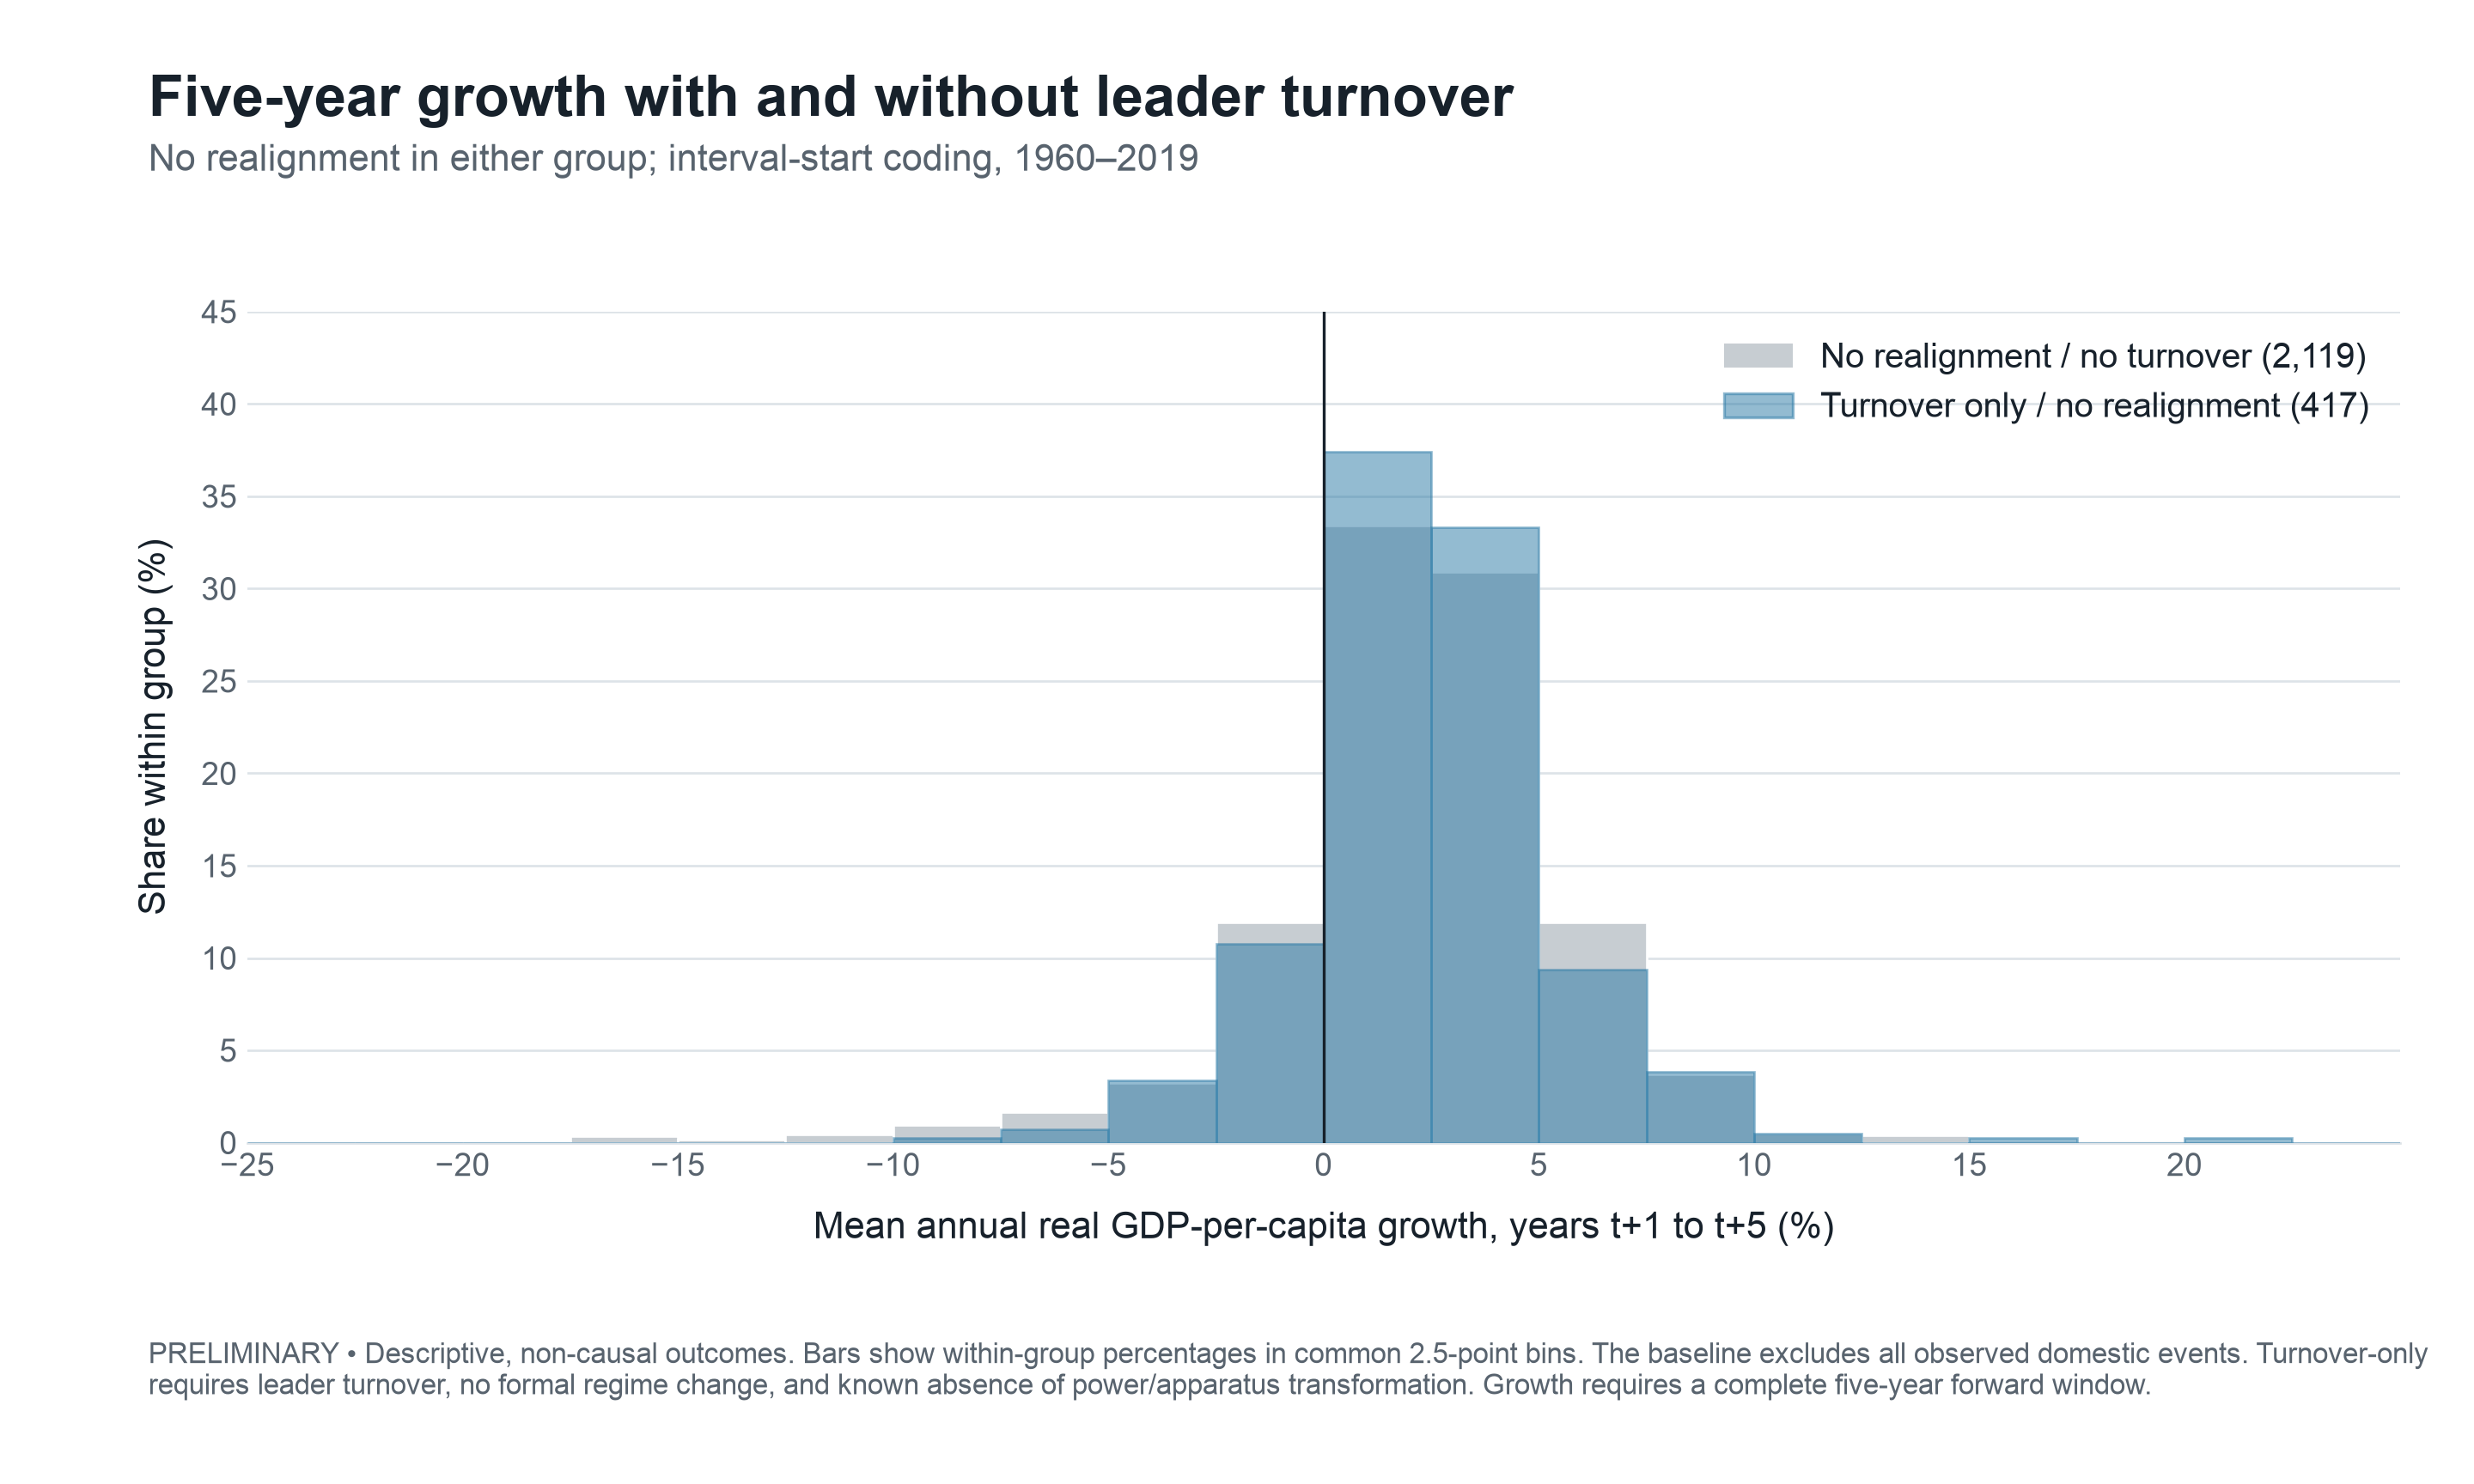 Five-year growth with and without leader turnover
No realignment in either group; interval-start coding, 1960–2019
45
No realignment / no turnover (2,119)
40
Turnover only / no realignment (417)
35
30
25
20
15
10
5
0
Share within group (%)
−25
−20
−15
−10
−5
0
5
10
15
20
Mean annual real GDP-per-capita growth, years t+1 to t+5 (%)
PRELIMINARY • Descriptive, non-causal outcomes. Bars show within-group percentages in common 2.5-point bins. The baseline excludes all observed domestic events. Turnover-only
requires leader turnover, no formal regime change, and known absence of power/apparatus transformation. Growth requires a complete five-year forward window.